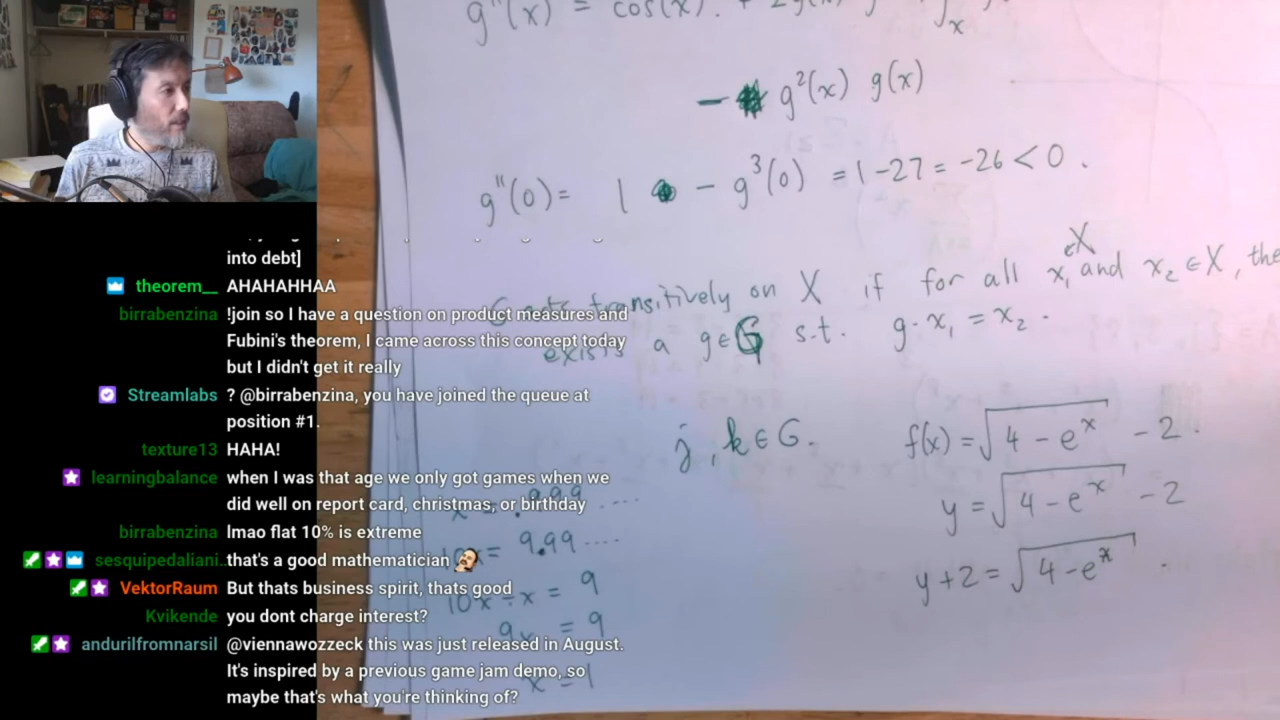 g"(x) = cos(x).
- g²(x) g(x)
g"(0) = 1 - g³(0) = 1 - 27 = -26 < 0.
G acts transitively on X if for all x₁ ∈ X and x₂ ∈ X, the
exists a g ∈ G s.t. g · x₁ = x₂.
j, k ∈ G.
f(x) = √(4 - eˣ) - 2.
y = √(4 - eˣ) - 2
y + 2 = √(4 - eˣ) .
x = .999....
10x = 9.99....
10x - x = 9
9x = 9
x = 1
into debt]
theorem__ AHAHAHHAA
birrabenzina !join so I have a question on product measures and
Fubini's theorem, I came across this concept today
but I didn't get it really
Streamlabs ? @birrabenzina, you have joined the queue at
position #1.
texture13 HAHA!
learningbalance when I was that age we only got games when we
did well on report card, christmas, or birthday
birrabenzina lmao flat 10% is extreme
sesquipedaliani.. that's a good mathematician
VektorRaum But thats business spirit, thats good
Kvikende you dont charge interest?
andurilfromnarsil @viennawozzeck this was just released in August.
It's inspired by a previous game jam demo, so
maybe that's what you're thinking of?